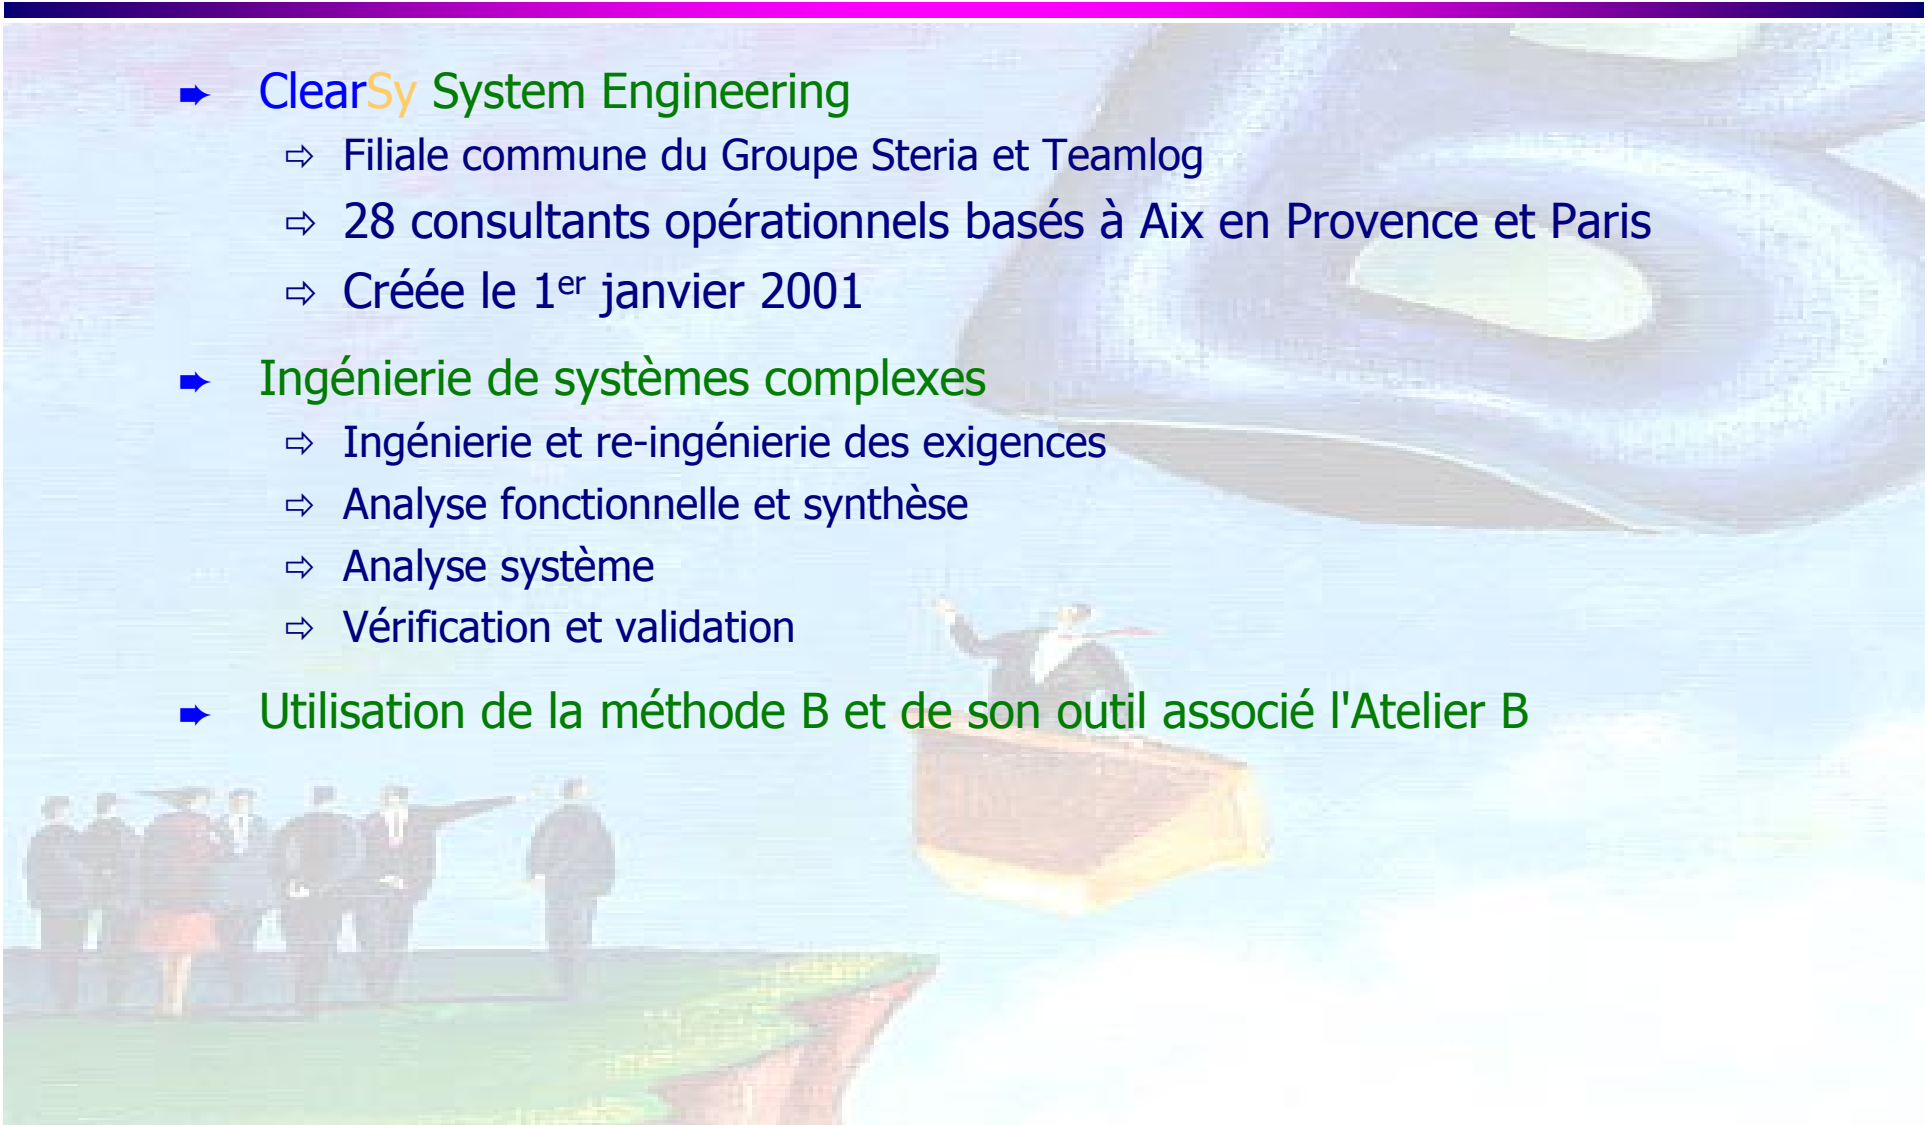 ➨ ClearSy System Engineering
⇨ Filiale commune du Groupe Steria et Teamlog
⇨ 28 consultants opérationnels basés à Aix en Provence et Paris
⇨ Créée le 1er janvier 2001
➨ Ingénierie de systèmes complexes
⇨ Ingénierie et re-ingénierie des exigences
⇨ Analyse fonctionnelle et synthèse
⇨ Analyse système
⇨ Vérification et validation
➨ Utilisation de la méthode B et de son outil associé l'Atelier B